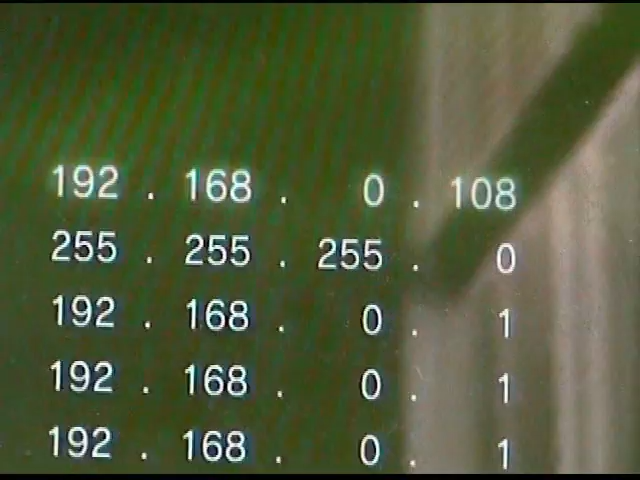 192 . 168 . 0 . 108
255 . 255 . 255 . 0
192 . 168 . 0 . 1
192 . 168 . 0 . 1
192 . 168 . 0 . 1